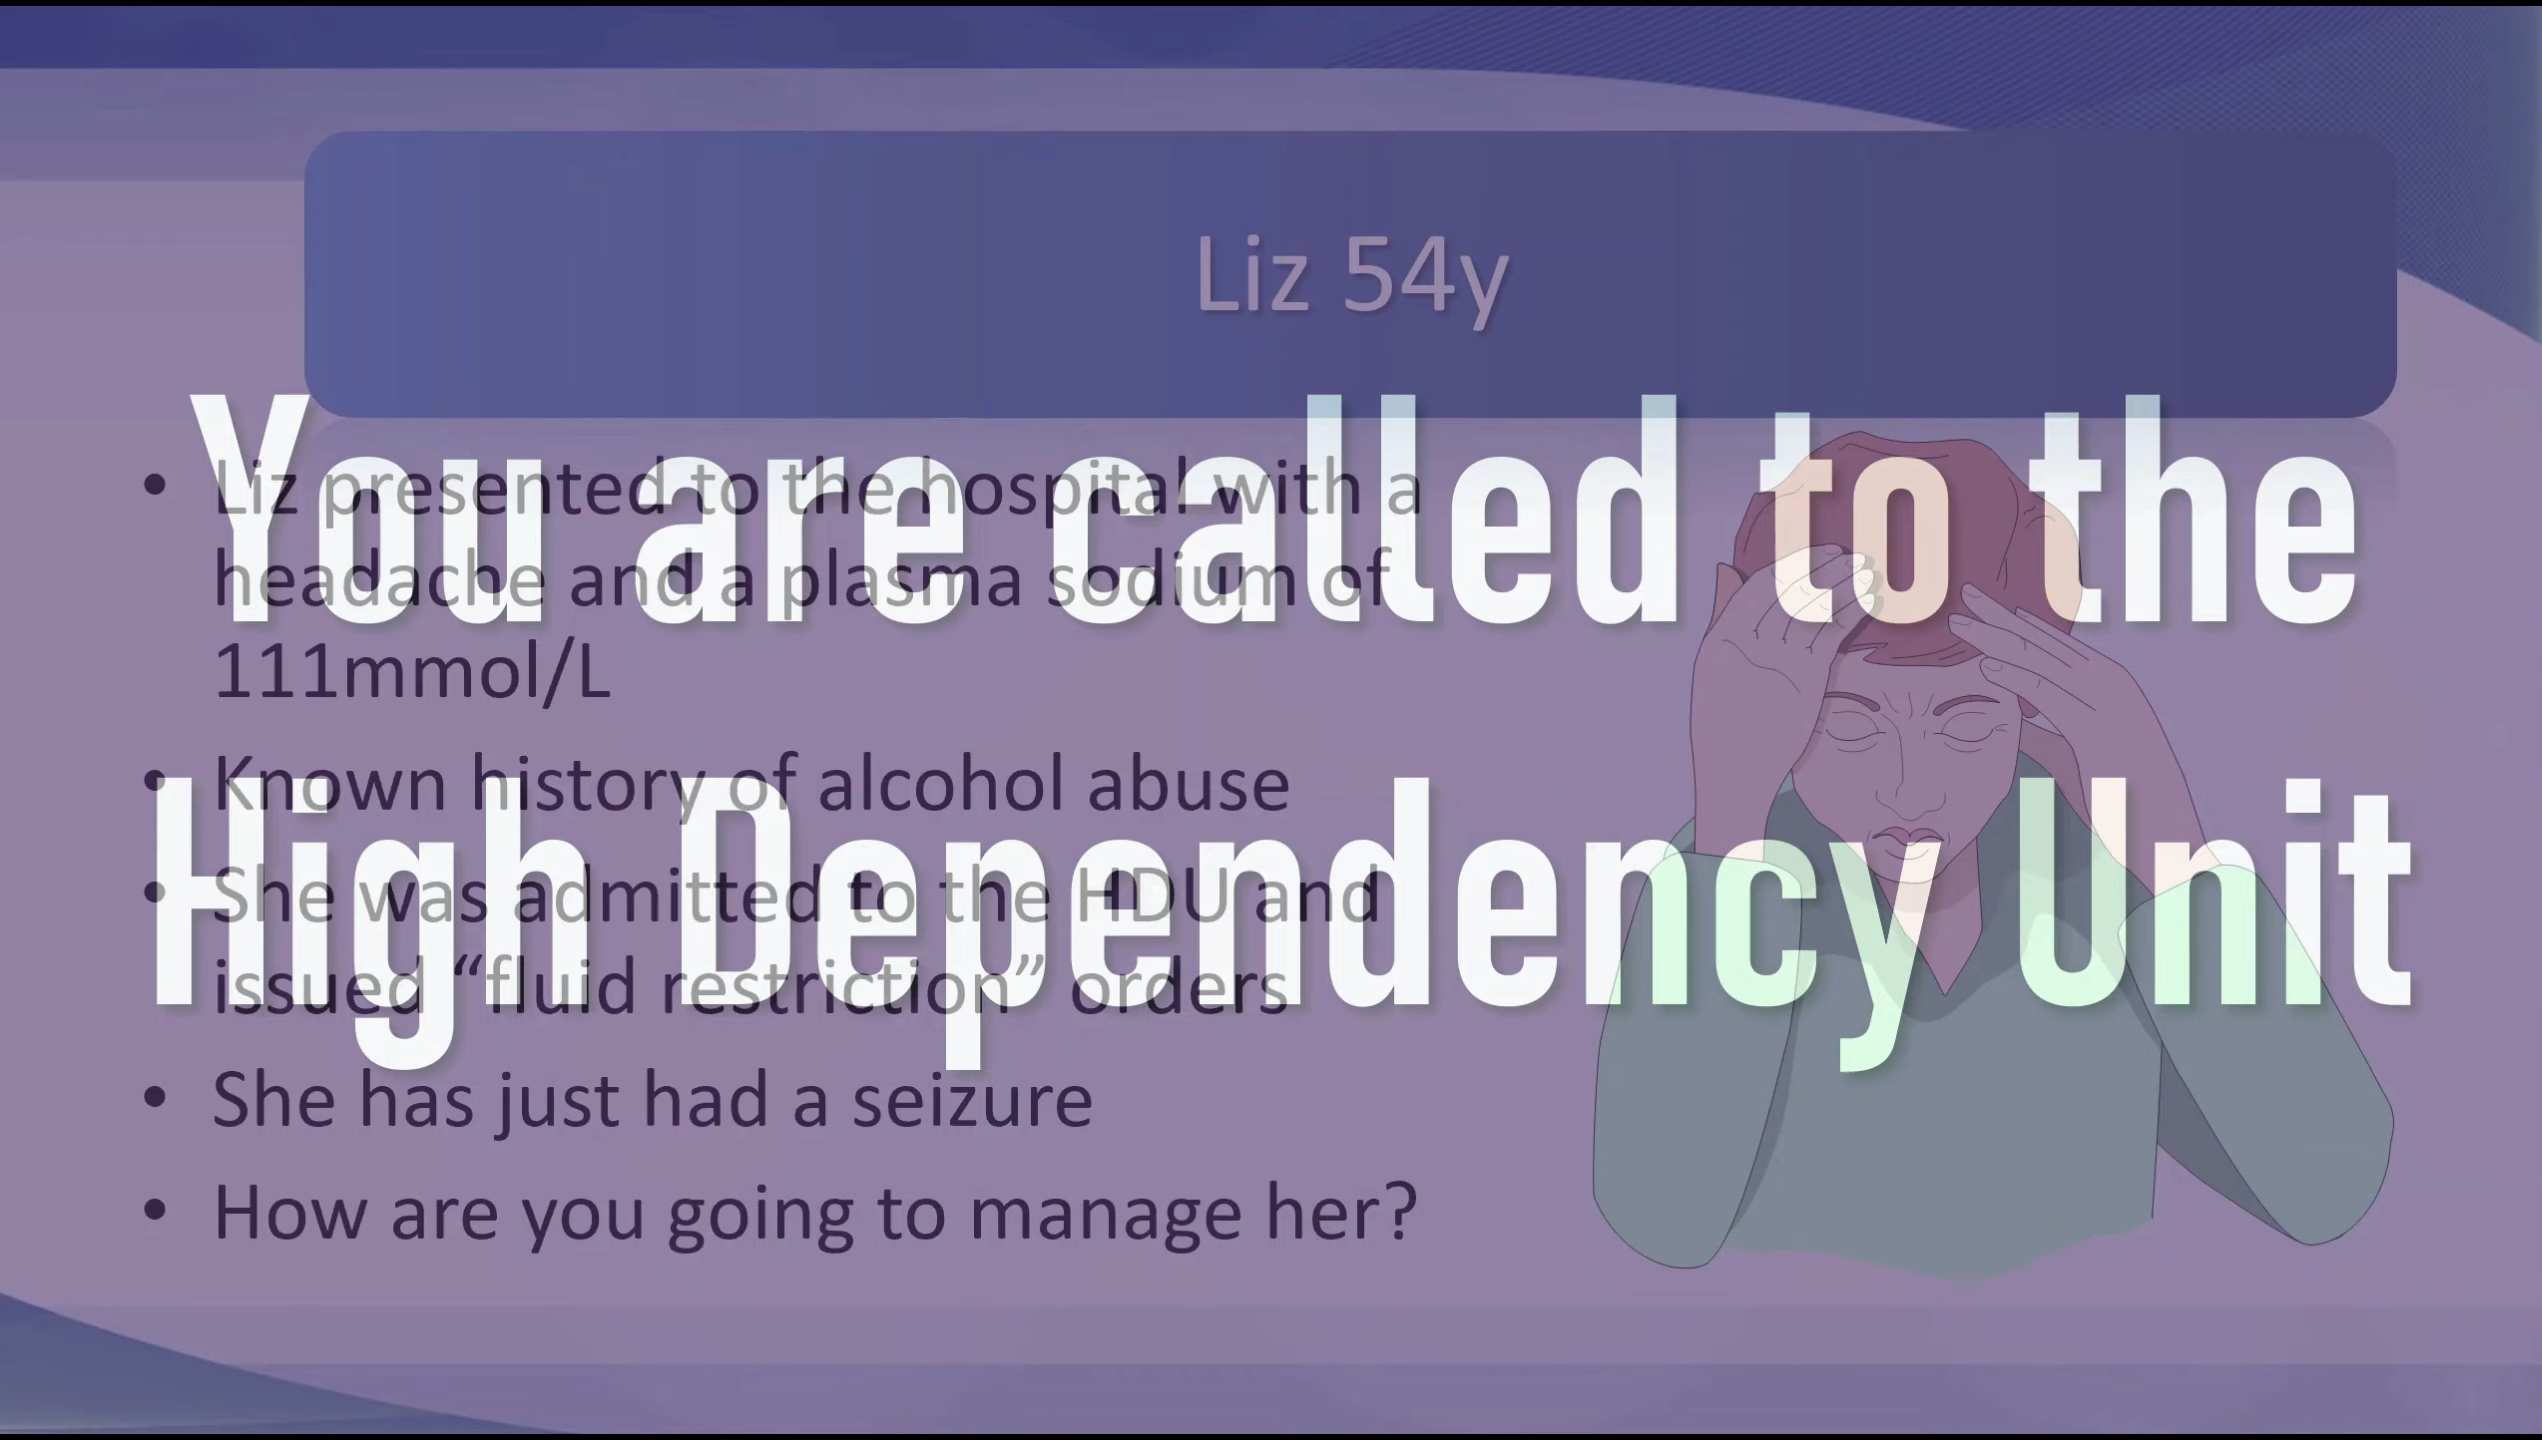 Liz 54y
You are called to the
High Dependency Unit
• Liz presented to the hospital with a
headache and a plasma sodium of
111mmol/L
• Known history of alcohol abuse
• She was admitted to the HDU and
issued “fluid restriction” orders
• She has just had a seizure
• How are you going to manage her?